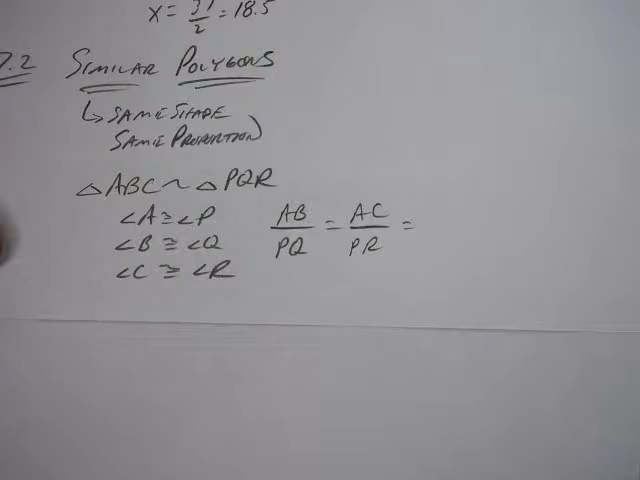 x = 37/2 = 18.5
7.2 SIMILAR POLYGONS
↳ SAME SHAPE
SAME PROPORTION)
△ABC ~ △PQR
∠A ≅ ∠P
∠B ≅ ∠Q
∠C ≅ ∠R
AB/PQ = AC/PR =